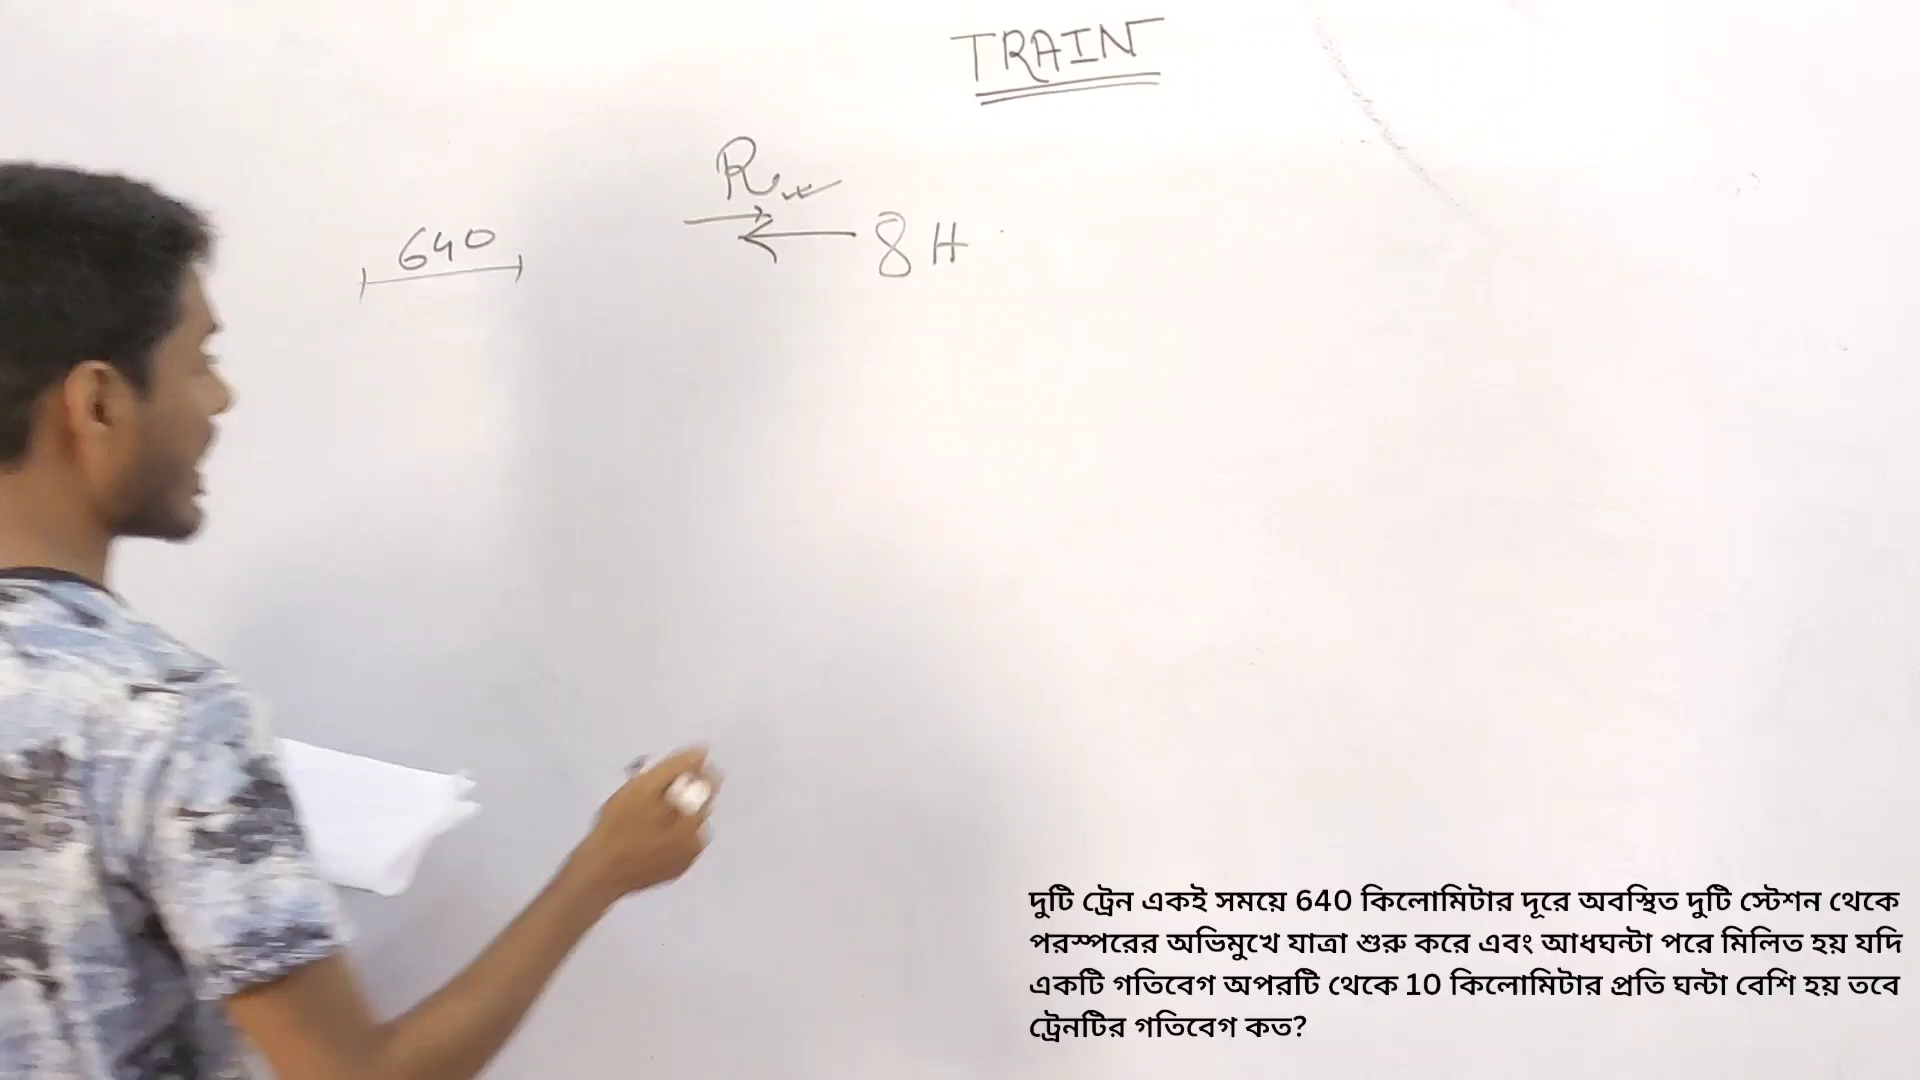 TRAIN
R
640
8 H
দুটি ট্রেন একই সময়ে 640 কিলোমিটার দূরে অবস্থিত দুটি স্টেশন থেকে
পরস্পরের অভিমুখে যাত্রা শুরু করে এবং আধঘন্টা পরে মিলিত হয় যদি
একটি গতিবেগ অপরটি থেকে 10 কিলোমিটার প্রতি ঘন্টা বেশি হয় তবে
ট্রেনটির গতিবেগ কত?